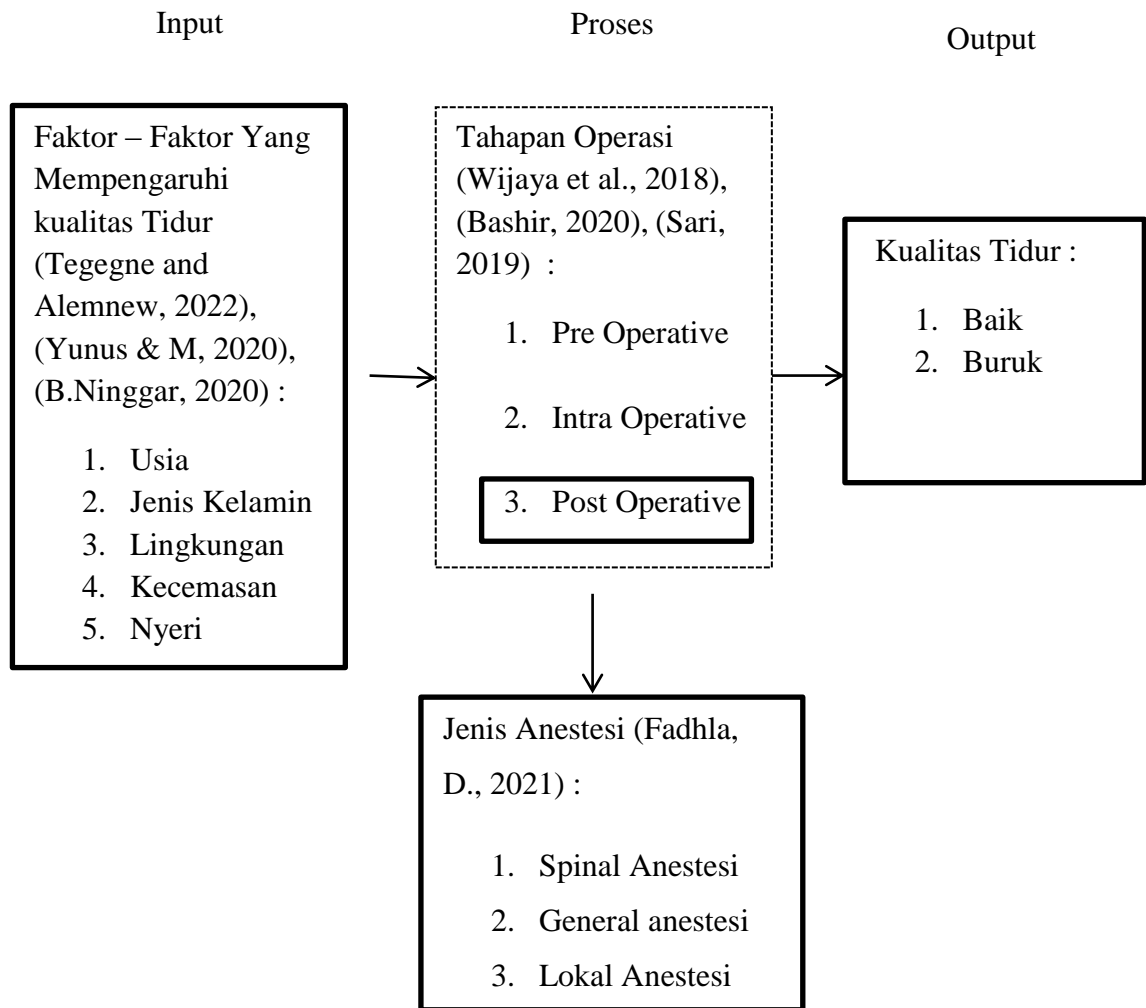 Input
Proses
Output
Faktor – Faktor Yang
Mempengaruhi
kualitas Tidur
(Tegegne and
Alemnew, 2022),
(Yunus & M, 2020),
(B.Ninggar, 2020) :
1. Usia
2. Jenis Kelamin
3. Lingkungan
4. Kecemasan
5. Nyeri
Tahapan Operasi
(Wijaya et al., 2018),
(Bashir, 2020), (Sari,
2019) :
1. Pre Operative
2. Intra Operative
3. Post Operative
Kualitas Tidur :
1. Baik
2. Buruk
Jenis Anestesi (Fadhla,
D., 2021) :
1. Spinal Anestesi
2. General anestesi
3. Lokal Anestesi